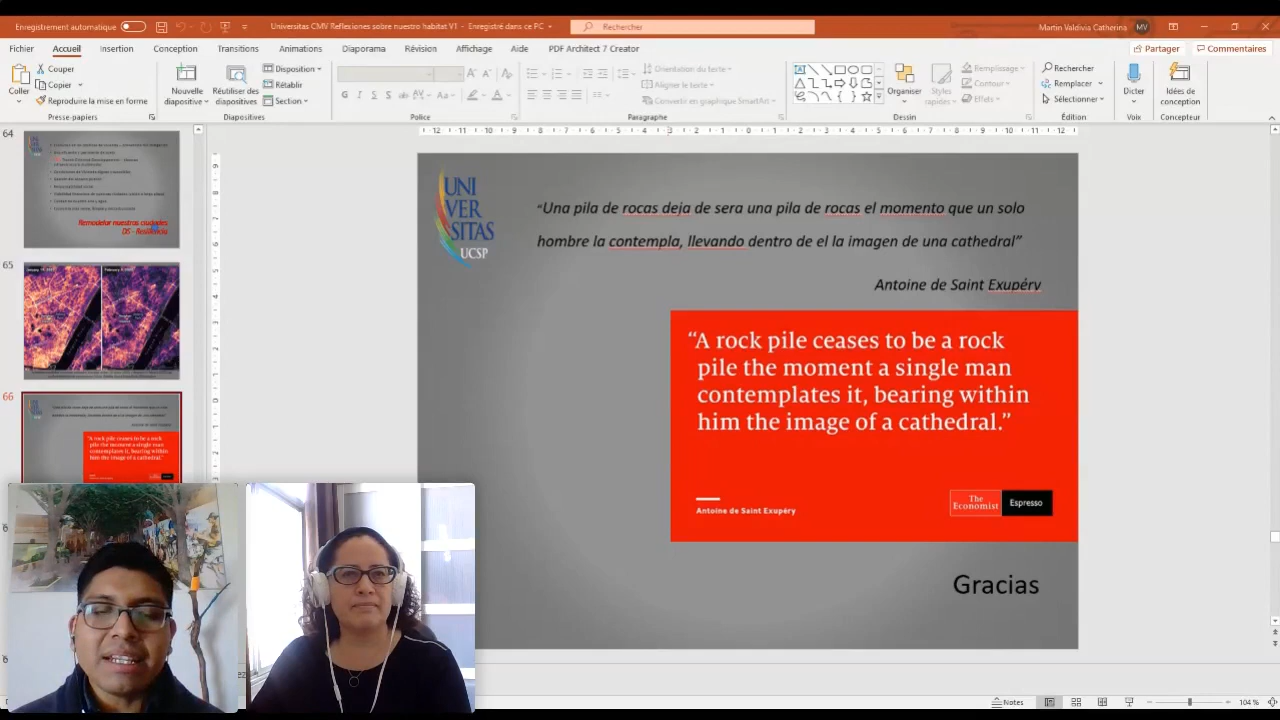 Enregistrement automatique
Universitas CMV Reflexiones sobre nuestro habitat V1 - Enregistré dans ce PC
Rechercher
Martin Valdivia Catherina MV
Fichier Accueil Insertion Conception Transitions Animations Diaporama Révision Affichage Aide PDF Architect 7 Creator
Partager Commentaires
Coller
Couper
Copier
Reproduire la mise en forme
Presse-papiers
Nouvelle diapositive
Réutiliser des diapositives
Disposition
Rétablir
Section
Diapositives
Police
Orientation du texte
Aligner le texte
Convertir en graphique SmartArt
Paragraphe
Organiser
Styles rapides
Remplissage
Contour
Effets
Dessin
Rechercher
Remplacer
Sélectionner
Édition
Dicter
Voix
Idées de conception
Conception
64
Remodelar nuestras ciudades
DS - Resiliencia
65
66
UNI
VER
SITAS
UCSP
“Una pila de rocas deja de sera una pila de rocas el momento que un solo
hombre la contempla, llevando dentro de el la imagen de una cathedral”
Antoine de Saint Exupéry
“A rock pile ceases to be a rock
pile the moment a single man
contemplates it, bearing within
him the image of a cathedral.”
Antoine de Saint Exupéry
The
Economist
Espresso
Gracias
Notes
104 %